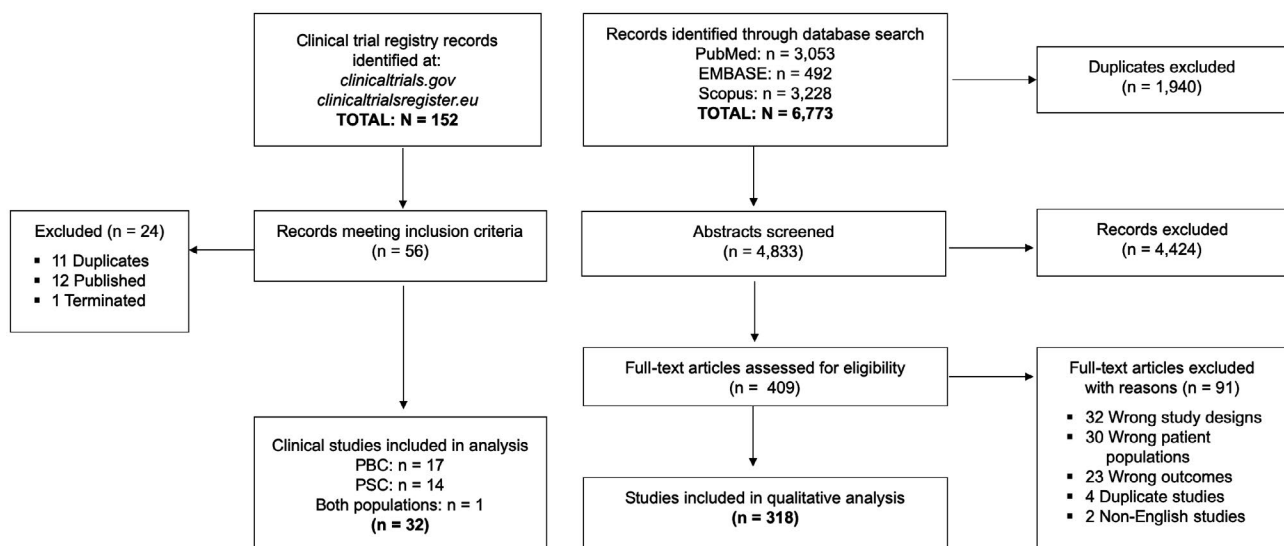 Clinical trial registry records
identified at:
clinicaltrials.gov
clinicaltrialsregister.eu
TOTAL: N = 152
Records identified through database search
PubMed: n = 3,053
EMBASE: n = 492
Scopus: n = 3,228
TOTAL: N = 6,773
Duplicates excluded
(n = 1,940)
Excluded (n = 24)
▪ 11 Duplicates
▪ 12 Published
▪ 1 Terminated
Records meeting inclusion criteria
(n = 56)
Abstracts screened
(n = 4,833)
Records excluded
(n = 4,424)
Full-text articles assessed for eligibility
(n = 409)
Full-text articles excluded
with reasons (n = 91)
▪ 32 Wrong study designs
▪ 30 Wrong patient
populations
▪ 23 Wrong outcomes
▪ 4 Duplicate studies
▪ 2 Non-English studies
Clinical studies included in analysis
PBC: n = 17
PSC: n = 14
Both populations: n = 1
(n = 32)
Studies included in qualitative analysis
(n = 318)